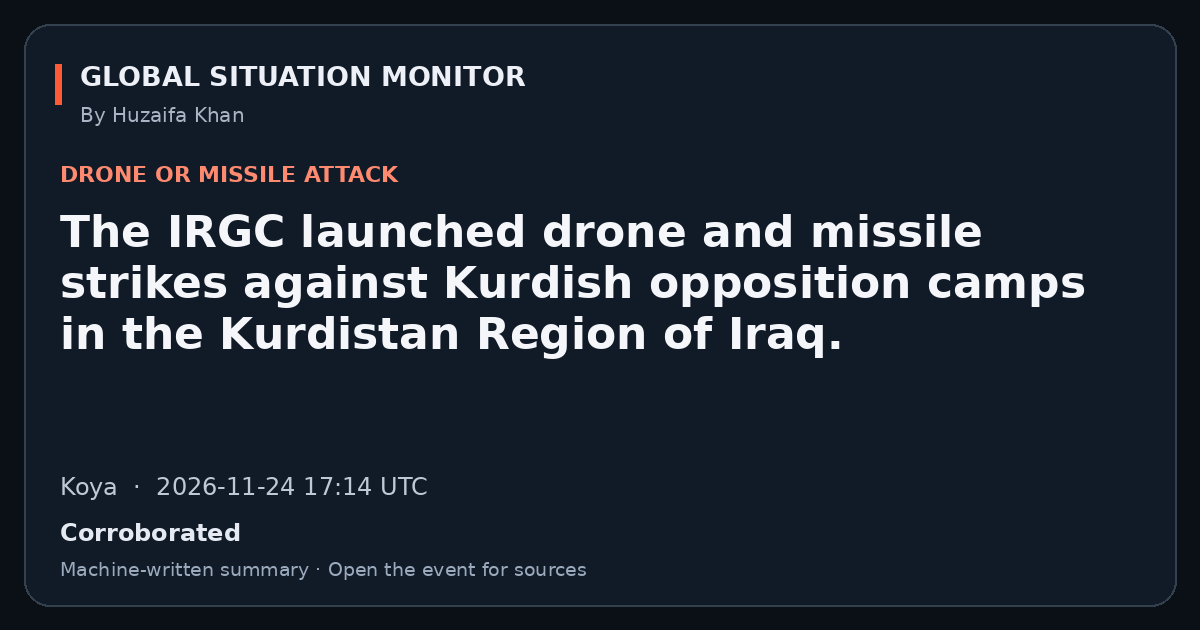 GLOBAL SITUATION MONITOR
By Huzaifa Khan
DRONE OR MISSILE ATTACK
The IRGC launched drone and missile
strikes against Kurdish opposition camps
in the Kurdistan Region of Iraq.
Koya · 2026-11-24 17:14 UTC
Corroborated
Machine-written summary · Open the event for sources